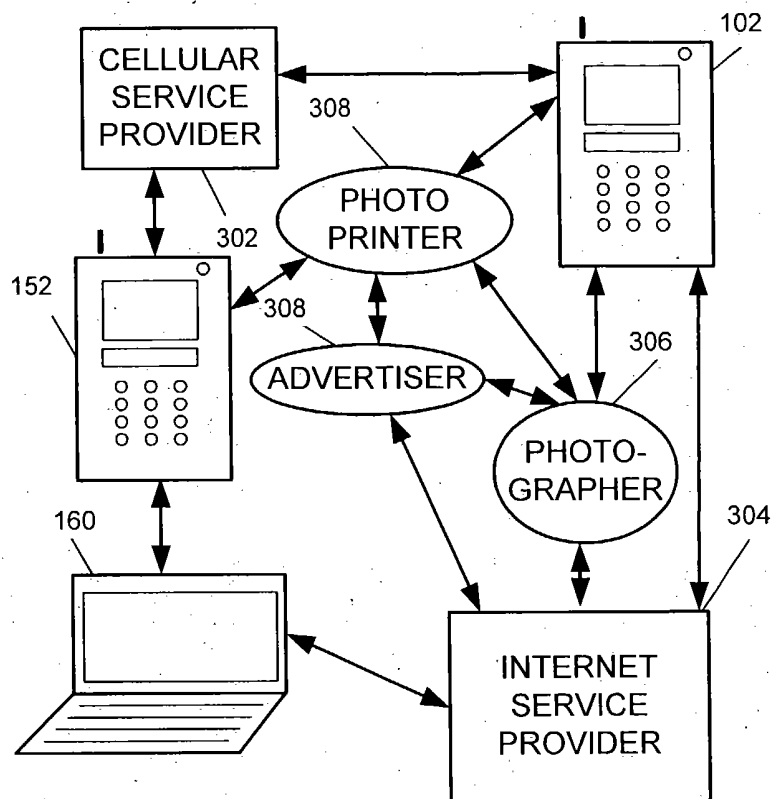 CELLULAR
SERVICE
PROVIDER
102
308
PHOTO
PRINTER
302
152
308
ADVERTISER
306
PHOTO-
GRAPHER
160
304
INTERNET
SERVICE
PROVIDER